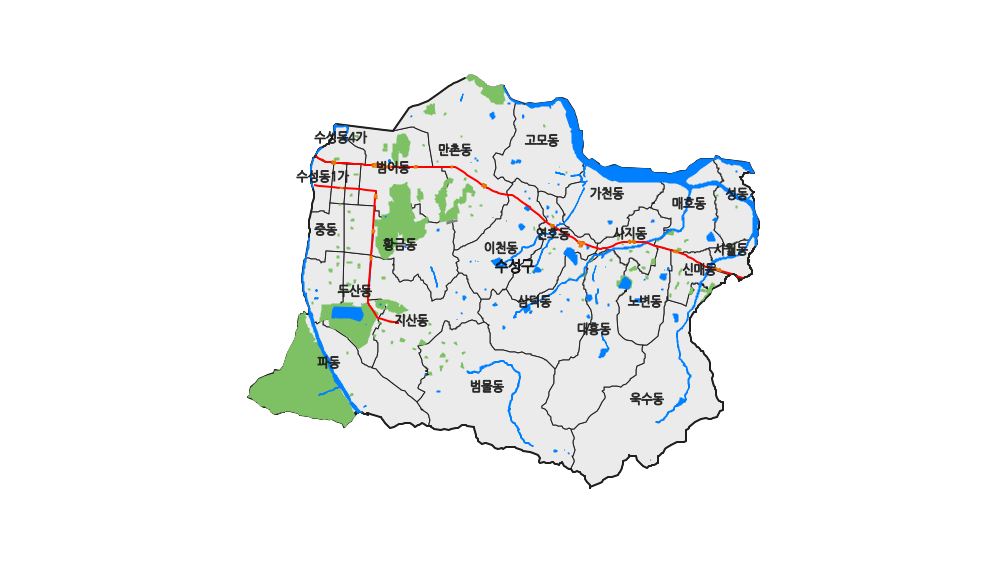 수성동4가
고모동
만촌동
범어동
수성동1가
가천동
성동
매호동
중동
연호동
사지동
황금동
이천동
사월동
수성구
신매동
두산동
삼덕동
노변동
지산동
대흥동
파동
범물동
욱수동